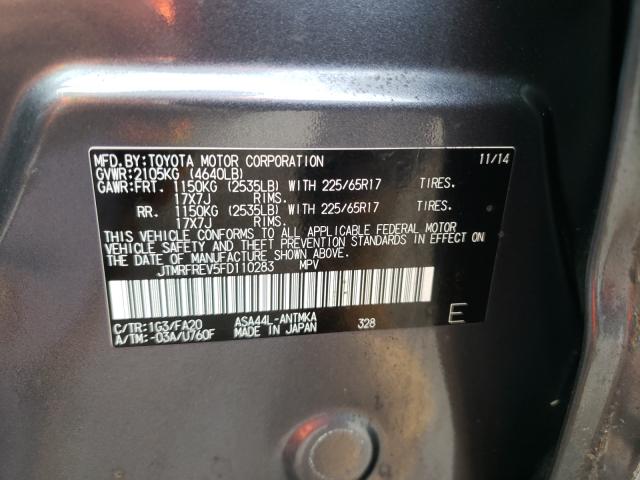 MFD.BY:TOYOTA MOTOR CORPORATION 11/14
GVWR:2105KG (4640LB)
GAWR:FRT. 1150KG (2535LB) WITH 225/65R17 TIRES.
17X7J RIMS.
RR. 1150KG (2535LB) WITH 225/65R17 TIRES.
17X7J RIMS.
THIS VEHICLE CONFORMS TO ALL APPLICABLE FEDERAL MOTOR
VEHICLE SAFETY AND THEFT PREVENTION STANDARDS IN EFFECT ON
THE DATE OF MANUFACTURE SHOWN ABOVE.
JTMRFREV5FD110283 MPV
C/TR:1G3/FA20 ASA44L-ANTMKA 328 E
A/TM:-03A/U760F MADE IN JAPAN